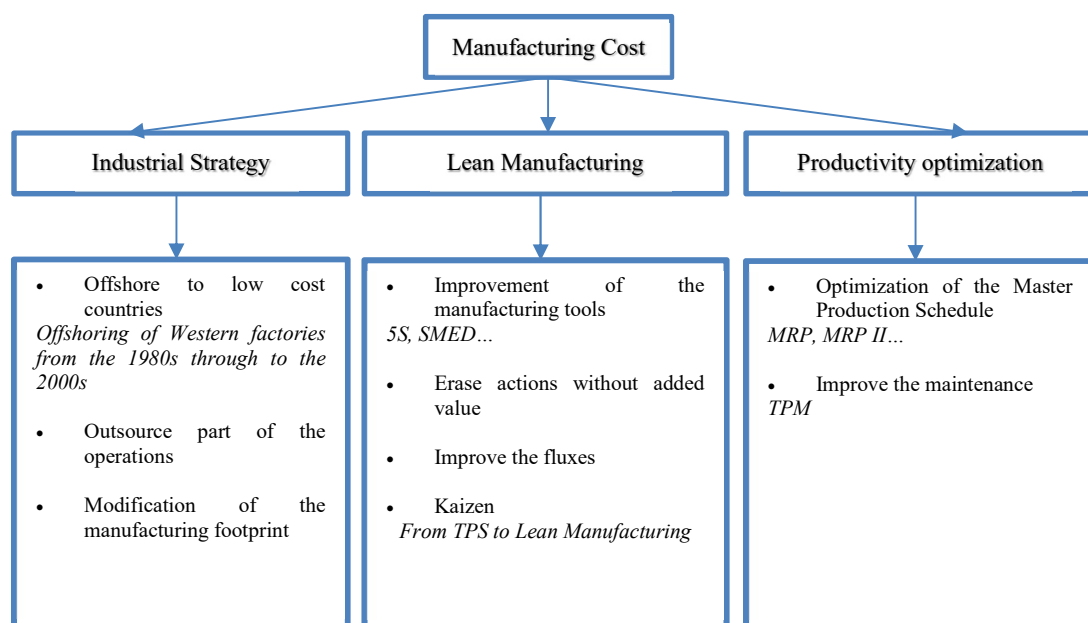 Manufacturing Cost
Industrial Strategy
Lean Manufacturing
Productivity optimization
• Offshore to low cost
countries
Offshoring of Western factories
from the 1980s through to the
2000s
• Outsource part of the
operations
• Modification of the
manufacturing footprint
• Improvement of the
manufacturing tools
5S, SMED…
• Erase actions without added
value
• Improve the fluxes
• Kaizen
From TPS to Lean Manufacturing
• Optimization of the Master
Production Schedule
MRP, MRP II…
• Improve the maintenance
TPM